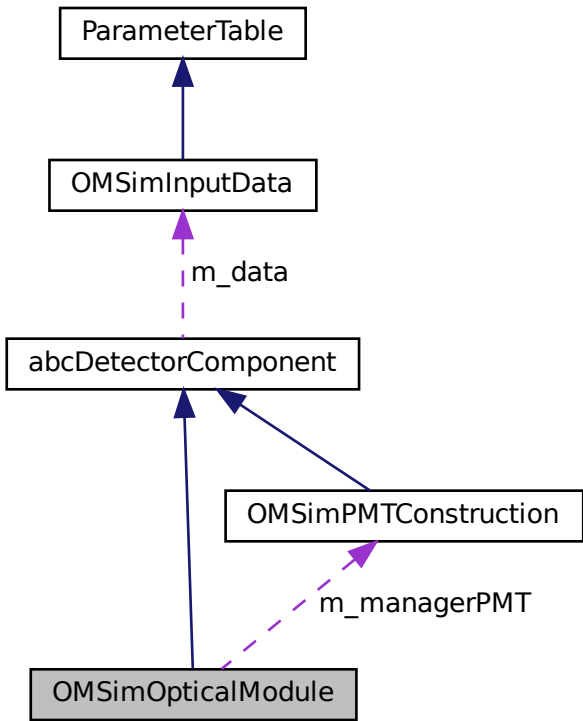 ParameterTable
OMSimInputData
m_data
abcDetectorComponent
OMSimPMTConstruction
m_managerPMT
OMSimOpticalModule